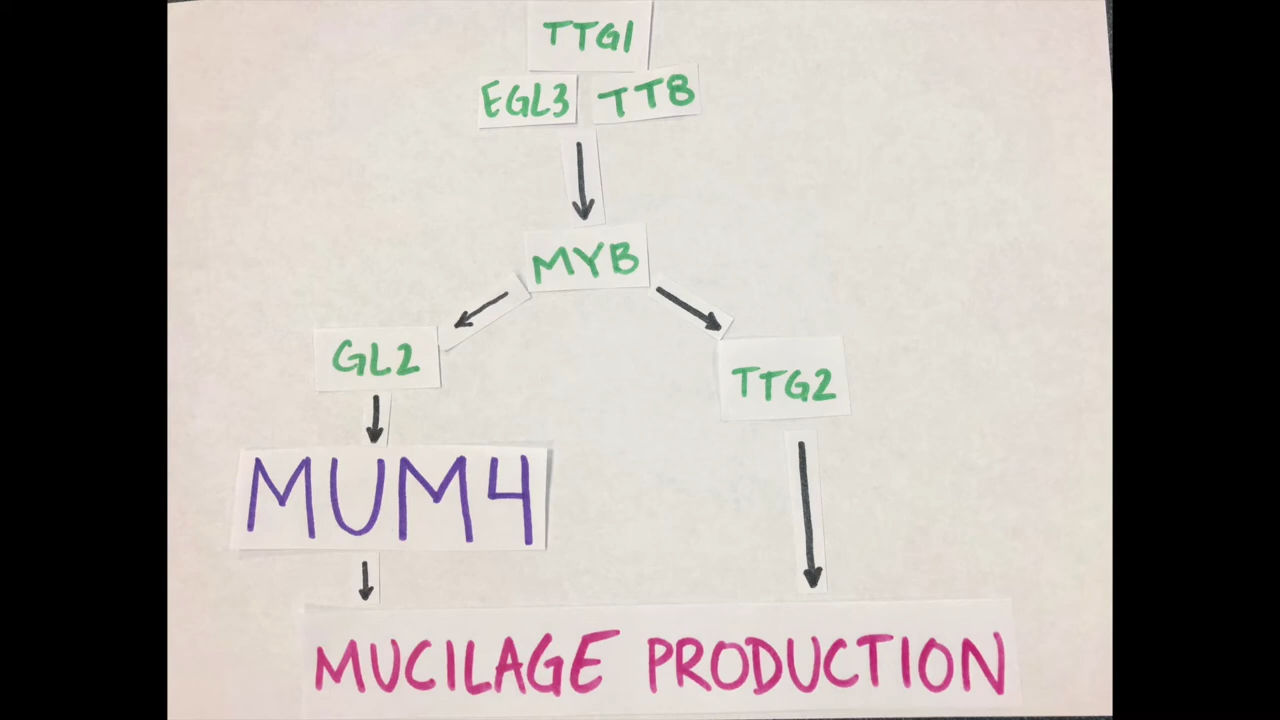 TTG1
EGL3 TT8
MYB
GL2
TTG2
MUM4
MUCILAGE PRODUCTION